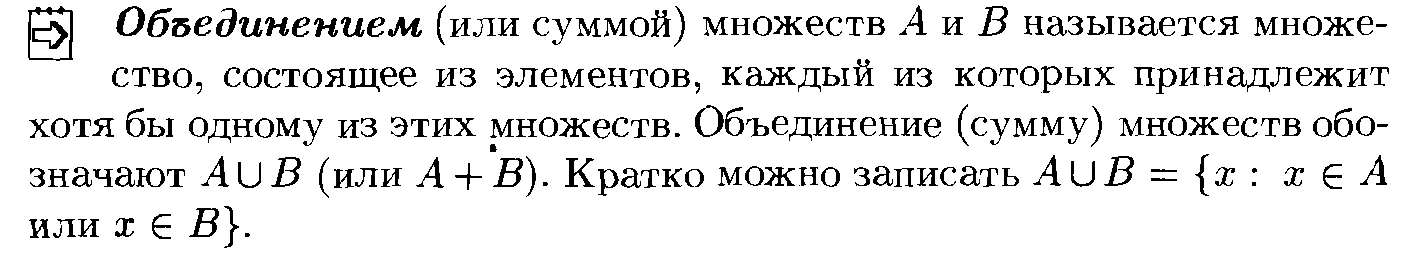 Объединением (или суммой) множеств A и B называется множе-
ство, состоящее из элементов, каждый из которых принадлежит
хотя бы одному из этих множеств. Объединение (сумму) множеств обо-
значают A ∪ B (или A + B). Кратко можно записать A ∪ B = {x : x ∈ A
или x ∈ B}.